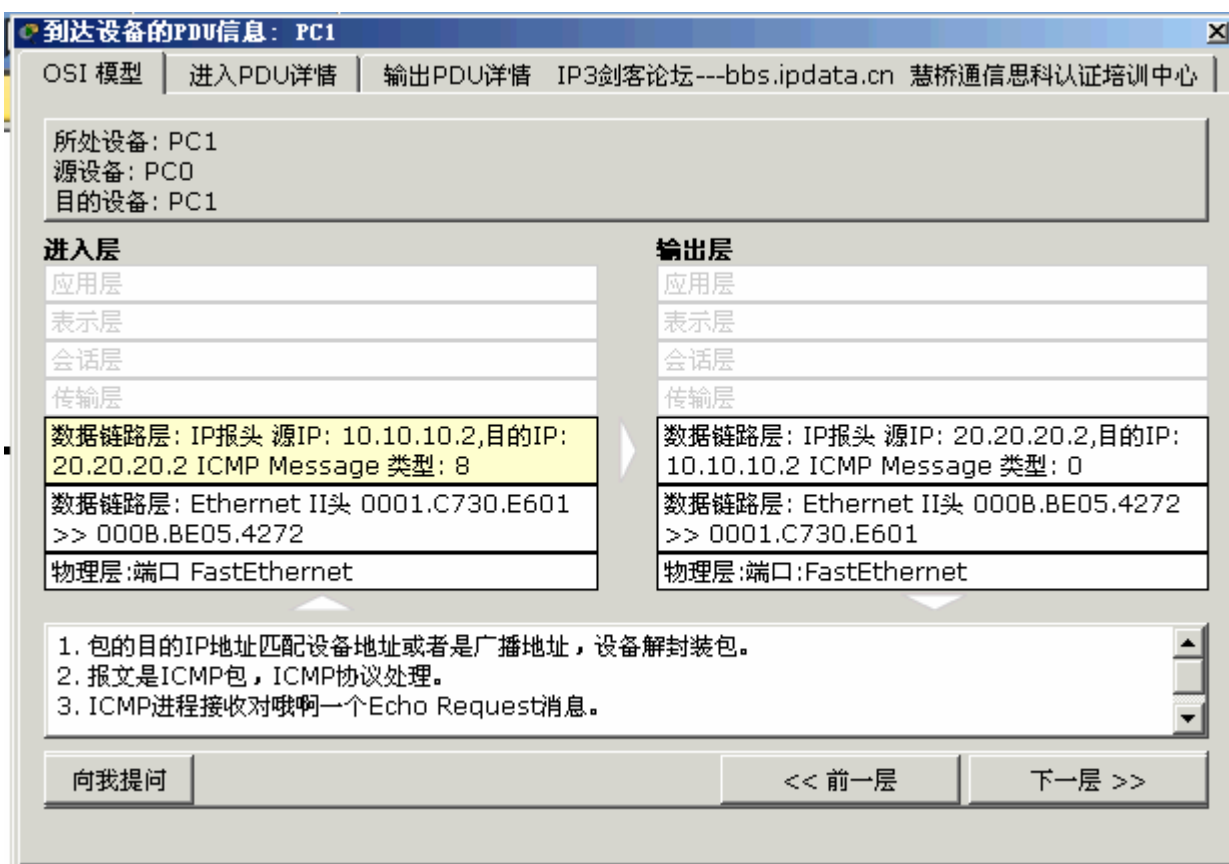 到达设备的PDU信息: PC1
OSI 模型 进入PDU详情 输出PDU详情 IP3剑客论坛---bbs.ipdata.cn 慧桥通信思科认证培训中心
所处设备: PC1
源设备: PC0
目的设备: PC1
进入层
应用层
表示层
会话层
传输层
数据链路层: IP报头 源IP: 10.10.10.2,目的IP:
20.20.20.2 ICMP Message 类型: 8
数据链路层: Ethernet II头 0001.C730.E601
>> 000B.BE05.4272
物理层:端口 FastEthernet
输出层
应用层
表示层
会话层
传输层
数据链路层: IP报头 源IP: 20.20.20.2,目的IP:
10.10.10.2 ICMP Message 类型: 0
数据链路层: Ethernet II头 000B.BE05.4272
>> 0001.C730.E601
物理层:端口:FastEthernet
1. 包的目的IP地址匹配设备地址或者是广播地址，设备解封装包。
2. 报文是ICMP包，ICMP协议处理。
3. ICMP进程接收对哦啊一个Echo Request消息。
向我提问
<< 前一层
下一层 >>